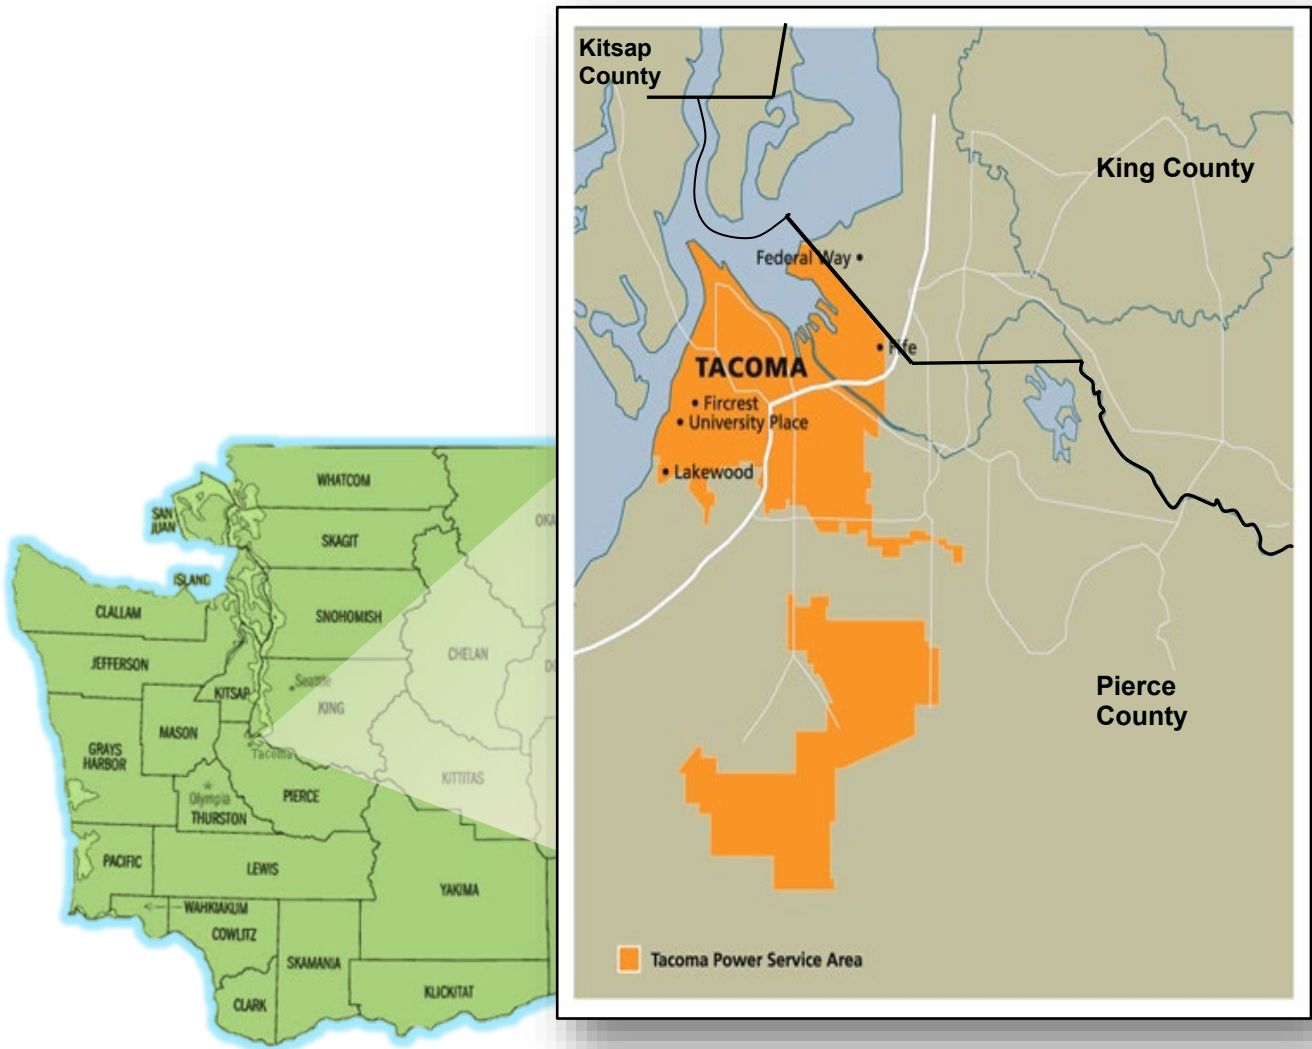 Kitsap
County
King County
Federal Way
Fife
TACOMA
Fircrest
University Place
Lakewood
Pierce
County
Tacoma Power Service Area
WHATCOM
SAN
JUAN
OKA
SKAGIT
ISLAND
CLALLAM
SNOHOMISH
CHELAN
JEFFERSON
KITSAP
Seattle
KING
MASON
GRAYS
HARBOR
Tacoma
KITTITAS
Olympia
THURSTON
PIERCE
PACIFIC
LEWIS
YAKIMA
WAHKIAKUM
COWLITZ
SKAMANIA
CLARK
KLICKITAT